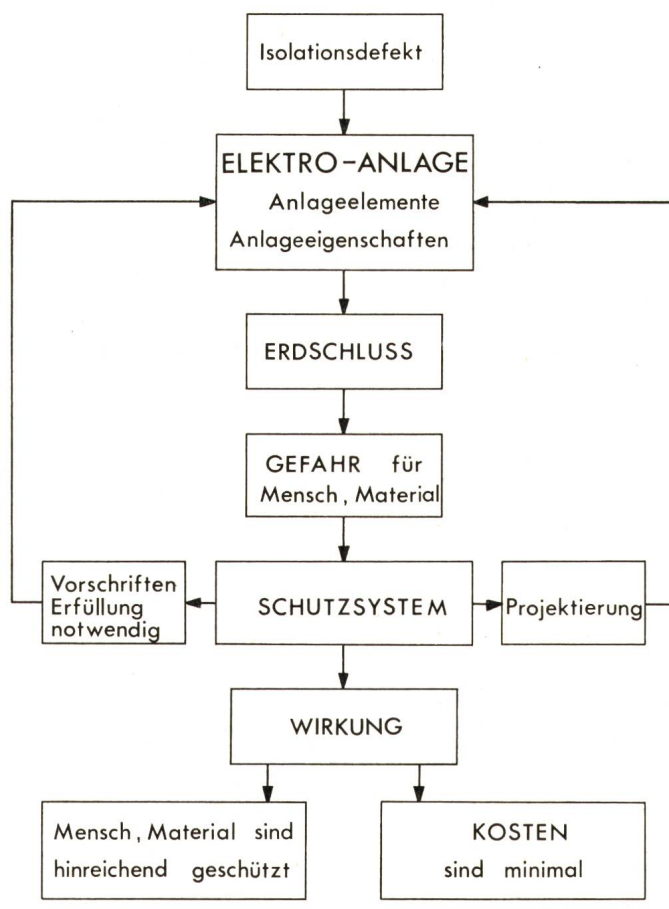 Isolationsdefekt
ELEKTRO-ANLAGE
Anlageelemente
Anlageeigenschaften
ERDSCHLUSS
GEFAHR für
Mensch, Material
Vorschriften
Erfüllung
notwendig
SCHUTZSYSTEM
Projektierung
WIRKUNG
Mensch, Material sind
hinreichend geschützt
KOSTEN
sind minimal